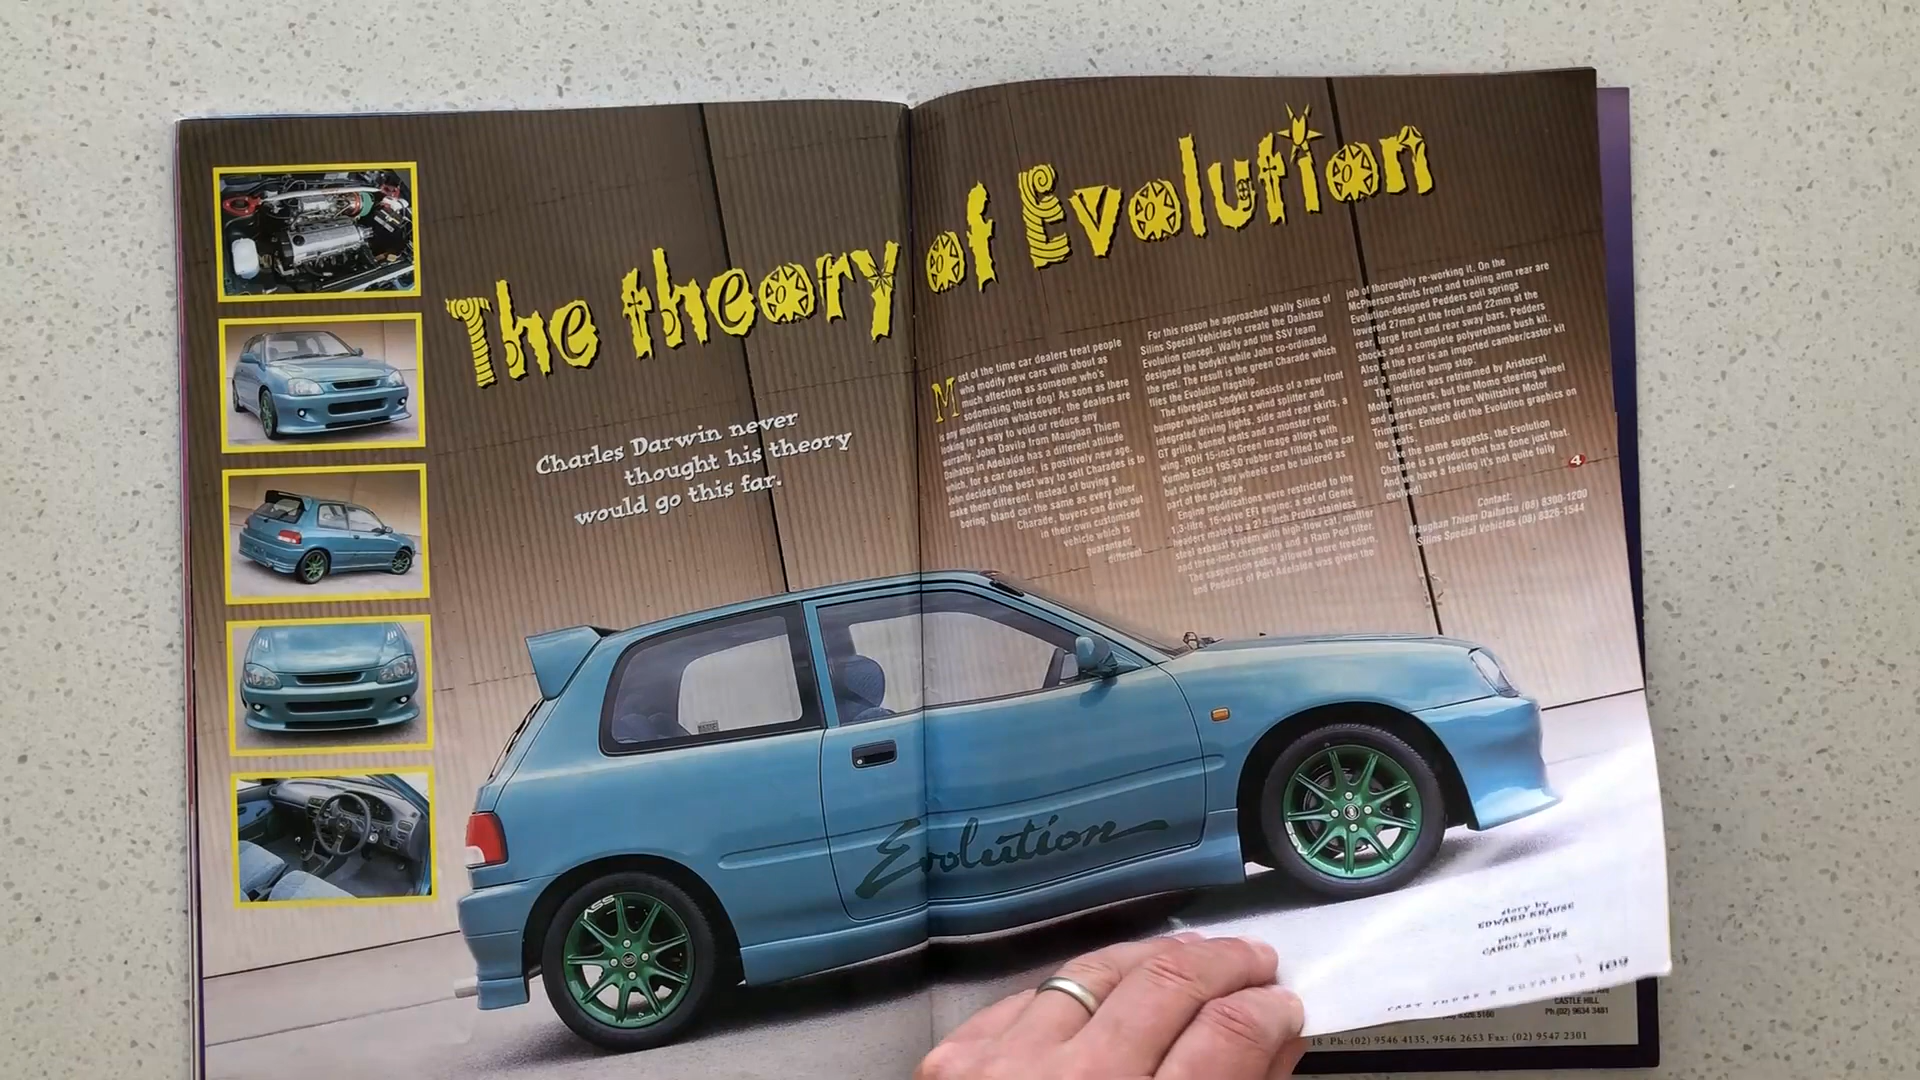 The theory of Evolution
Charles Darwin never
thought his theory
would go this far.
Most of the time car dealers treat people
who modify new cars with about as
much affection as someone who's
sodomising their dog! As soon as there
is any modification whatsoever, the dealers are
looking for a way to void or reduce any
warranty. John Davila from Maughan Thiem
Daihatsu in Adelaide has a different attitude
which, for a car dealer, is positively new age.
John decided the best way to sell Charades is to
make them different. Instead of buying a
boring, bland car the same as every other
Charade, buyers can drive out
in their own customised
vehicle which is
guaranteed
different.
For this reason he approached Wally Silins of
Silins Special Vehicles to create the Daihatsu
Evolution concept. Wally and the SSV team
designed the bodykit while John co-ordinated
the rest. The result is the green Charade which
flies the Evolution flagship.
The fibreglass bodykit consists of a new front
bumper which includes a wind splitter and
integrated driving lights, side and rear skirts, a
GT grille, bonnet vents and a monster rear
wing. ROH 15-inch Green Image alloys with
Kumho Ecsta 195/50 rubber are fitted to the car
but obviously, any wheels can be tailored as
part of the package.
Engine modifications were restricted to the
1.3-litre, 16-valve EFI engine; a set of Genie
headers mated to a 2½-inch Profix stainless
steel exhaust system with high-flow cat, muffler
and three-inch chrome tip and a Ram Pod filter.
The suspension setup allowed more freedom,
and Pedders of Port Adelaide was given the
job of thoroughly re-working it. On the
McPherson struts front and trailing arm rear are
Evolution-designed Pedders coil springs
lowered 27mm at the front and 22mm at the
rear, large front and rear sway bars, Pedders
shocks and a complete polyurethane bush kit.
Also at the rear is an imported camber/castor kit
and a modified bump stop.
The interior was retrimmed by Aristocrat
Motor Trimmers, but the Momo steering wheel
and gearknob were from Whiltshire Motor
Trimmers. Emtech did the Evolution graphics on
the seats.
Like the name suggests, the Evolution
Charade is a product that has done just that.
And we have a feeling it's not quite fully
evolved!
4
Contact:
Maughan Thiem Daihatsu (08) 8300-1200
Silins Special Vehicles (08) 8326-1544
Evolution
story by
EDWARD KRAUSE
photos by
CAROL ATKINS
FAST FOURS & ROTARIES 109
CASTLE HILL
Ph: (02) 9634 3481
18 Ph: (02) 9546 4135, 9546 2653 Fax: (02) 9547 2301